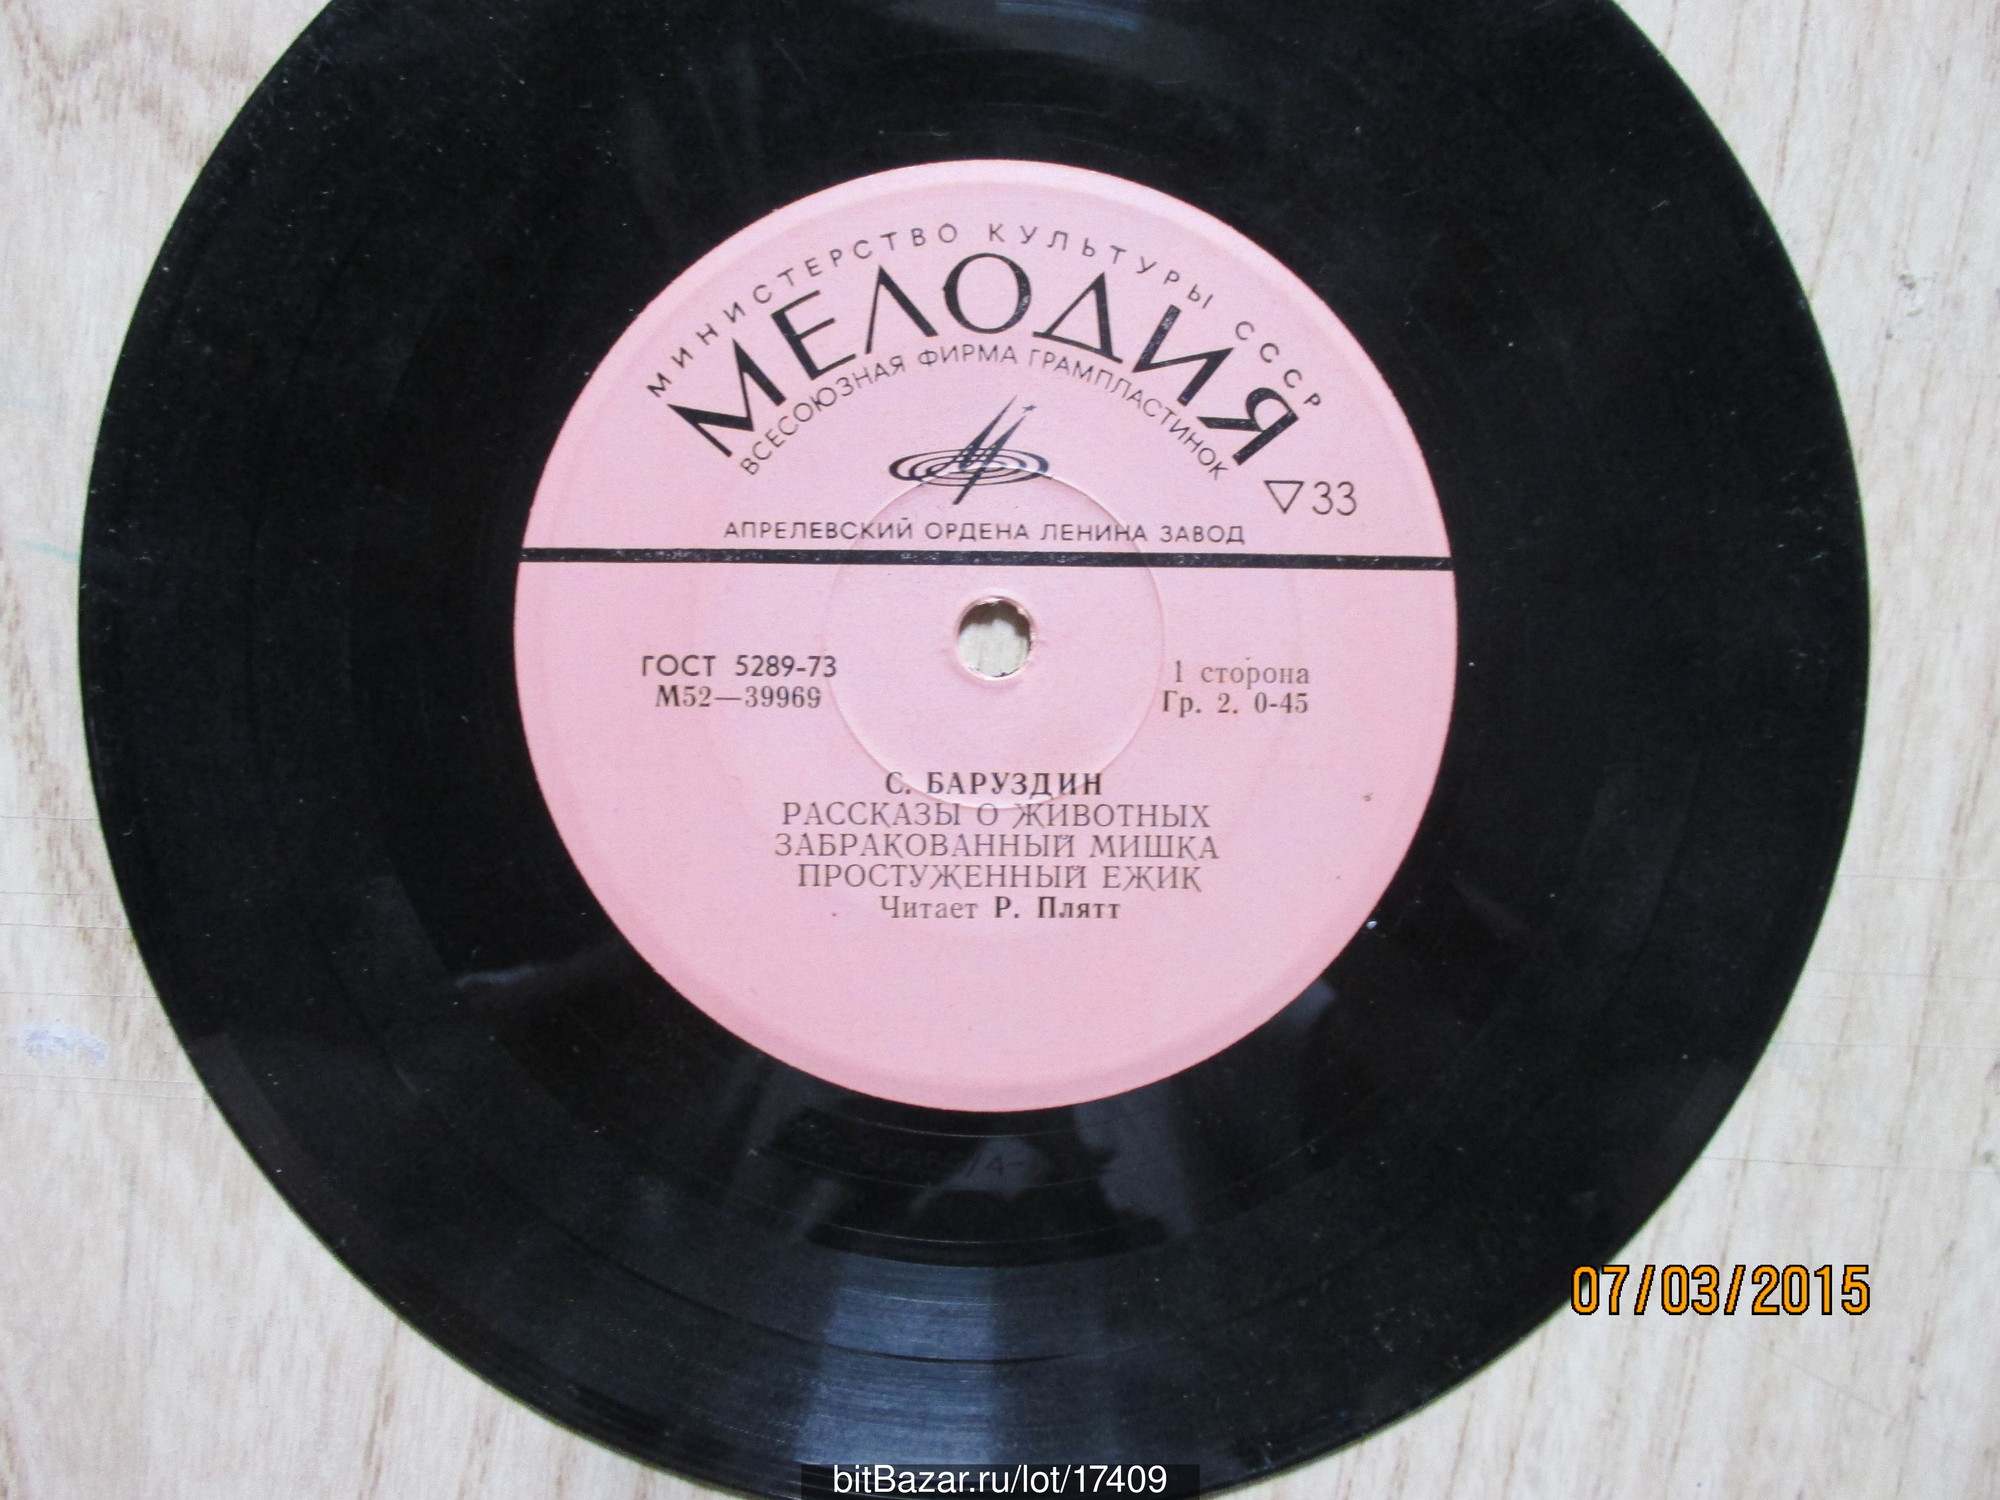 МИНИСТЕРСТВО КУЛЬТУРЫ СССР
МЕЛОДИЯ
ВСЕСОЮЗНАЯ ФИРМА ГРАМПЛАСТИНОК
▽33
АПРЕЛЕВСКИЙ ОРДЕНА ЛЕНИНА ЗАВОД
ГОСТ 5289-73
М52—39969
1 сторона
Гр. 2. 0-45
С. БАРУЗДИН
РАССКАЗЫ О ЖИВОТНЫХ
ЗАБРАКОВАННЫЙ МИШКА
ПРОСТУЖЕННЫЙ ЕЖИК
Читает Р. Плятт
07/03/2015
bitBazar.ru/lot/17409